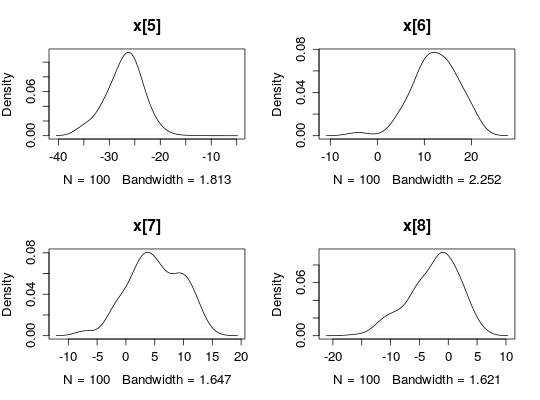 x[5]
Density
0.00 0.06
-40 -30 -20 -10
N = 100 Bandwidth = 1.813
x[6]
Density
0.00 0.04 0.08
-10 0 10 20
N = 100 Bandwidth = 2.252
x[7]
Density
0.00 0.04 0.08
-10 -5 0 5 10 15 20
N = 100 Bandwidth = 1.647
x[8]
Density
0.00 0.06
-20 -10 -5 0 5 10
N = 100 Bandwidth = 1.621